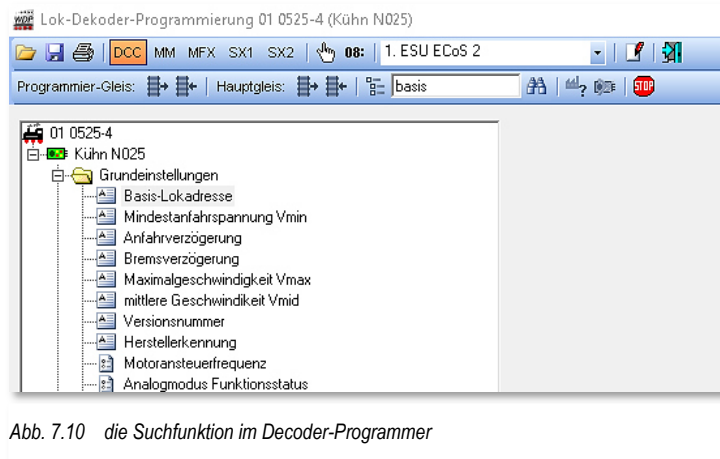 WDP Lok-Dekoder-Programmierung 01 0525-4 (Kühn N025)
DCC MM MFX SX1 SX2 08: 1. ESU ECoS 2
Programmier-Gleis: Hauptgleis: basis ? STOP
01 0525-4
Kühn N025
Grundeinstellungen
Basis-Lokadresse
Mindestanfahrspannung Vmin
Anfahrverzögerung
Bremsverzögerung
Maximalgeschwindigkeit Vmax
mittlere Geschwindikeit Vmid
Versionsnummer
Herstellerkennung
Motoransteuerfrequenz
Analogmodus Funktionsstatus
Abb. 7.10 die Suchfunktion im Decoder-Programmer